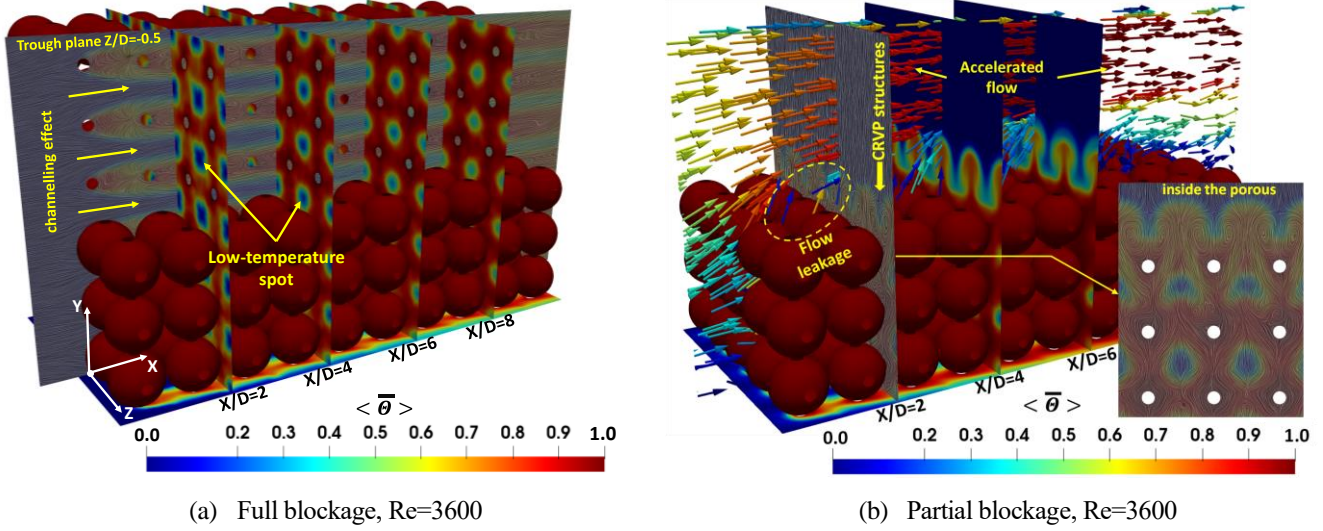 Trough plane Z/D=-0.5
channelling effect
Low-temperature
spot
Y
X
Z
X/D=2
X/D=4
X/D=6
X/D=8
< Θ̅ >
0.0 0.2 0.3 0.4 0.5 0.6 0.7 0.8 0.9 1.0
(a) Full blockage, Re=3600
Accelerated
flow
CRVP structures
Flow
leakage
inside the porous
X/D=2
X/D=4
X/D=6
< Θ̅ >
0.0 0.2 0.3 0.4 0.5 0.6 0.7 0.8 0.9 1.0
(b) Partial blockage, Re=3600